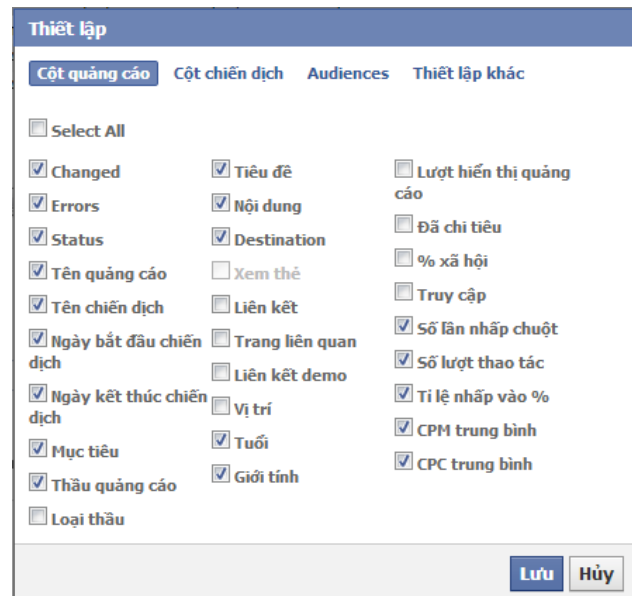 Thiết lập
Cột quảng cáo Cột chiến dịch Audiences Thiết lập khác
Select All
Changed
Errors
Status
Tên quảng cáo
Tên chiến dịch
Ngày bắt đầu chiến
dịch
Ngày kết thúc chiến
dịch
Mục tiêu
Thầu quảng cáo
Loại thầu
Tiêu đề
Nội dung
Destination
Xem thẻ
Liên kết
Trang liên quan
Liên kết demo
Vị trí
Tuổi
Giới tính
Lượt hiển thị quảng
cáo
Đã chi tiêu
% xã hội
Truy cập
Số lần nhấp chuột
Số lượt thao tác
Tỉ lệ nhấp vào %
CPM trung bình
CPC trung bình
Lưu Hủy